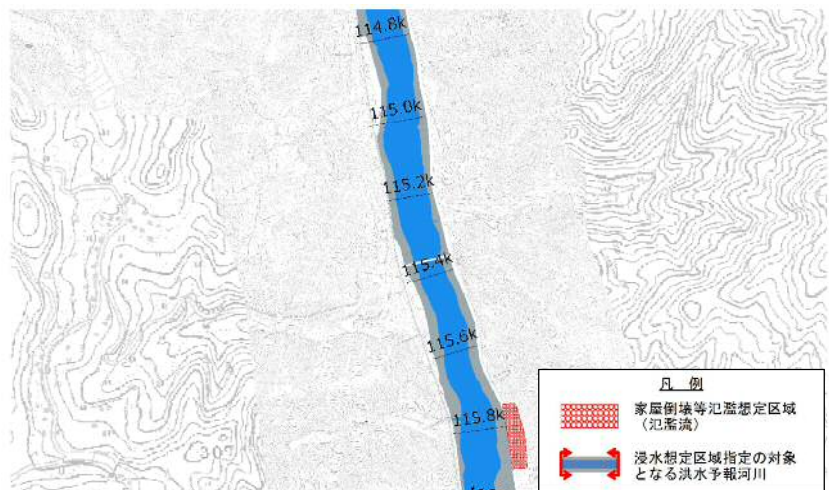 114.8k
115.0k
115.2k
115.4k
115.6k
115.8k
凡 例
家屋倒壊等氾濫想定区域
（氾濫流）
浸水想定区域指定の対象
となる洪水予報河川